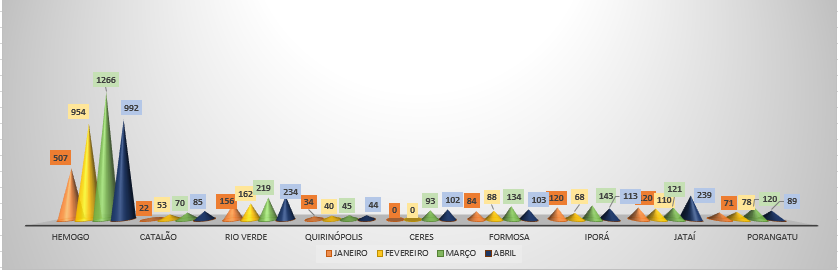 1266
954
992
507
22 53 70 85
156 162 219 234
34 40 45 44
0 0 93 102
84 88 134 103
120 68 143 113
20 110 121 239
71 78 120 89
HEMOGO CATALÃO RIO VERDE QUIRINÓPOLIS CERES FORMOSA IPORÁ JATAÍ PORANGATU
JANEIRO FEVEREIRO MARÇO ABRIL